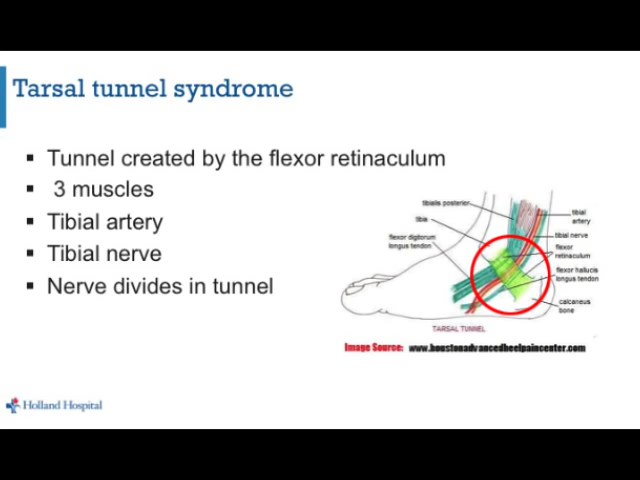 Tarsal tunnel syndrome
▪ Tunnel created by the flexor retinaculum
▪ 3 muscles
▪ Tibial artery
▪ Tibial nerve
▪ Nerve divides in tunnel
tibialis posterior
tibia
flexor digitorum
longus tendon
tibial
artery
tibial nerve
flexor
retinaculum
flexor hallucis
longus tendon
calcaneus
bone
TARSAL TUNNEL
Image Source: www.houstonadvancedheelpaincenter.com
Holland Hospital